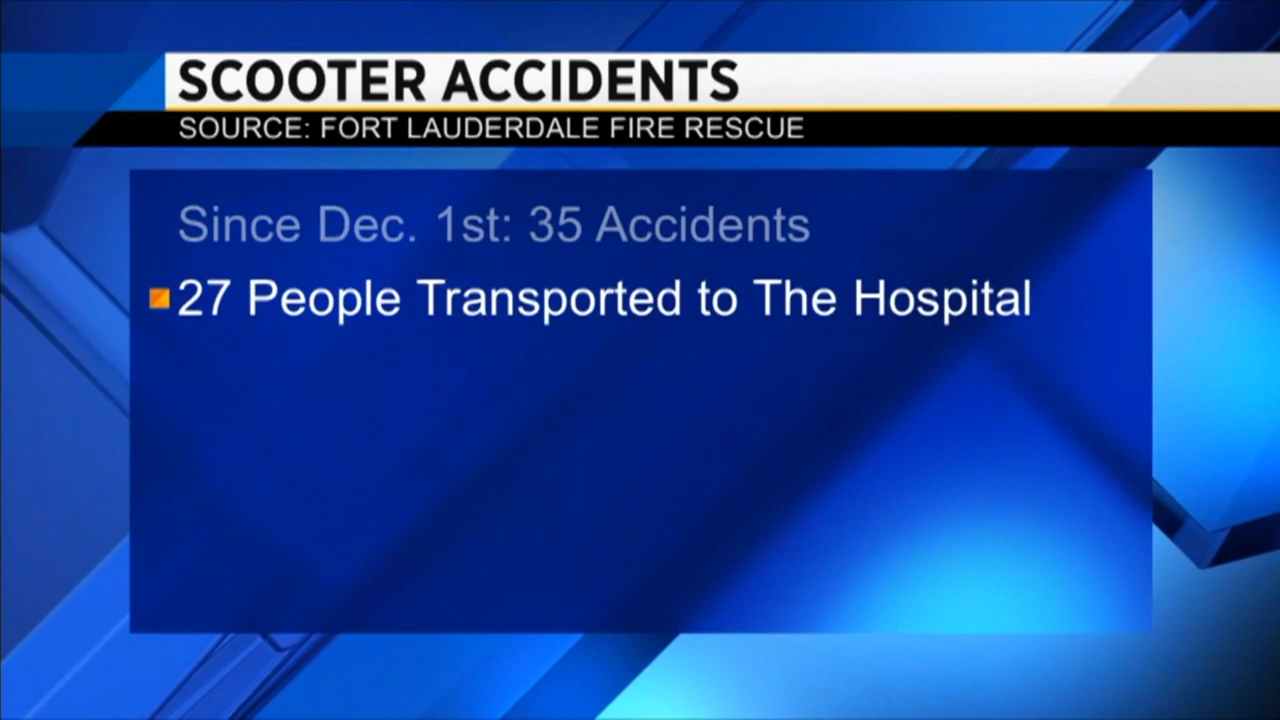 SCOOTER ACCIDENTS
SOURCE: FORT LAUDERDALE FIRE RESCUE
Since Dec. 1st: 35 Accidents
27 People Transported to The Hospital